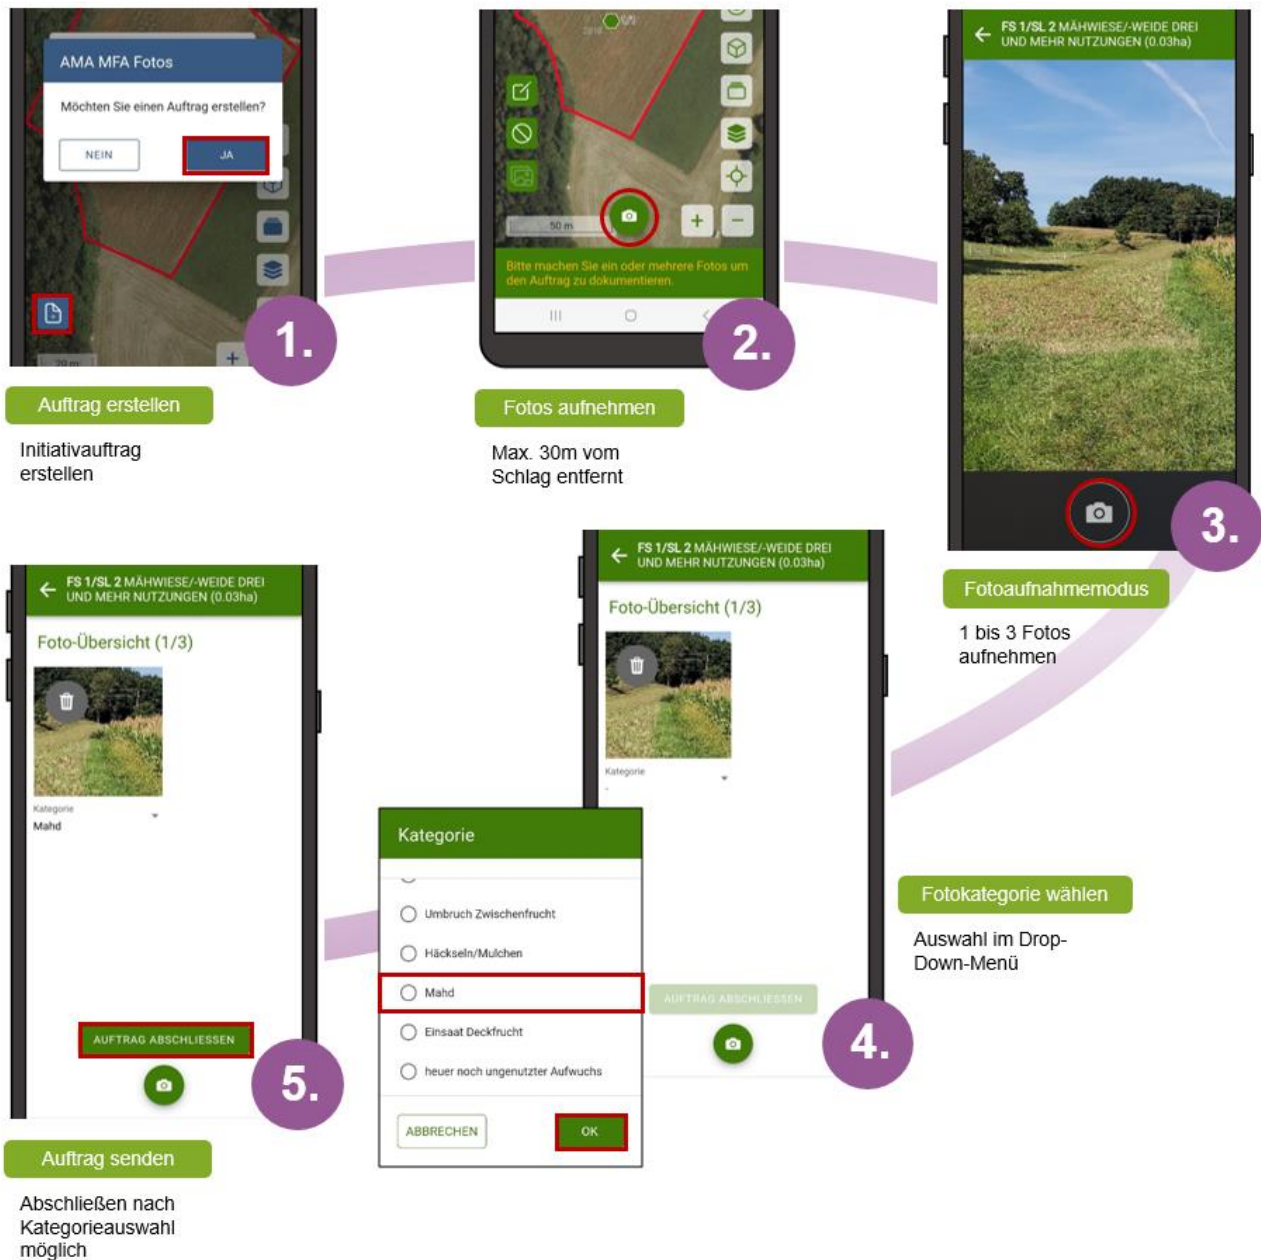 AMA MFA Fotos
Möchten Sie einen Auftrag erstellen?
NEIN
JA
20 m
1.
Auftrag erstellen
Initiativauftrag
erstellen
50 m
Bitte machen Sie ein oder mehrere Fotos um
den Auftrag zu dokumentieren.
2.
Fotos aufnehmen
Max. 30m vom
Schlag entfernt
FS 1/SL 2 MÄHWIESE/-WEIDE DREI
UND MEHR NUTZUNGEN (0.03ha)
3.
Fotoaufnahmemodus
1 bis 3 Fotos
aufnehmen
FS 1/SL 2 MÄHWIESE/-WEIDE DREI
UND MEHR NUTZUNGEN (0.03ha)
Foto-Übersicht (1/3)
Kategorie
-
AUFTRAG ABSCHLIESSEN
4.
Fotokategorie wählen
Auswahl im Drop-
Down-Menü
Kategorie
Umbruch Zwischenfrucht
Häckseln/Mulchen
Mahd
Einsaat Deckfrucht
heuer noch ungenutzter Aufwuchs
ABBRECHEN
OK
FS 1/SL 2 MÄHWIESE/-WEIDE DREI
UND MEHR NUTZUNGEN (0.03ha)
Foto-Übersicht (1/3)
Kategorie
Mahd
AUFTRAG ABSCHLIESSEN
5.
Auftrag senden
Abschließen nach
Kategorieauswahl
möglich